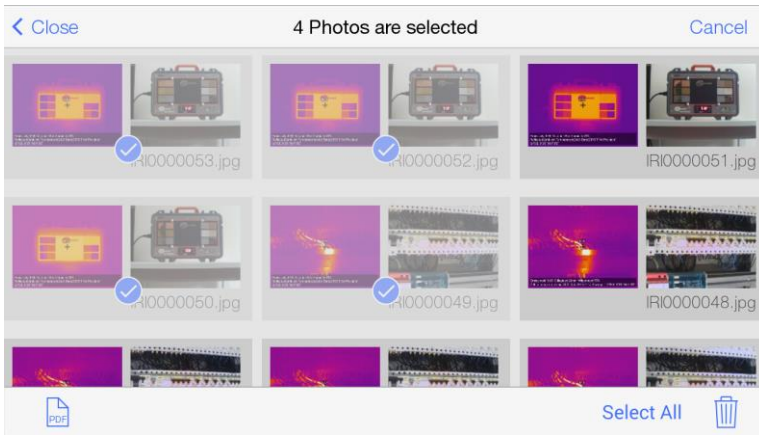 Close
4 Photos are selected
Cancel
IRI0000053.jpg
IRI0000052.jpg
IRI0000051.jpg
IRI0000050.jpg
IRI0000049.jpg
IRI0000048.jpg
PDF
Select All